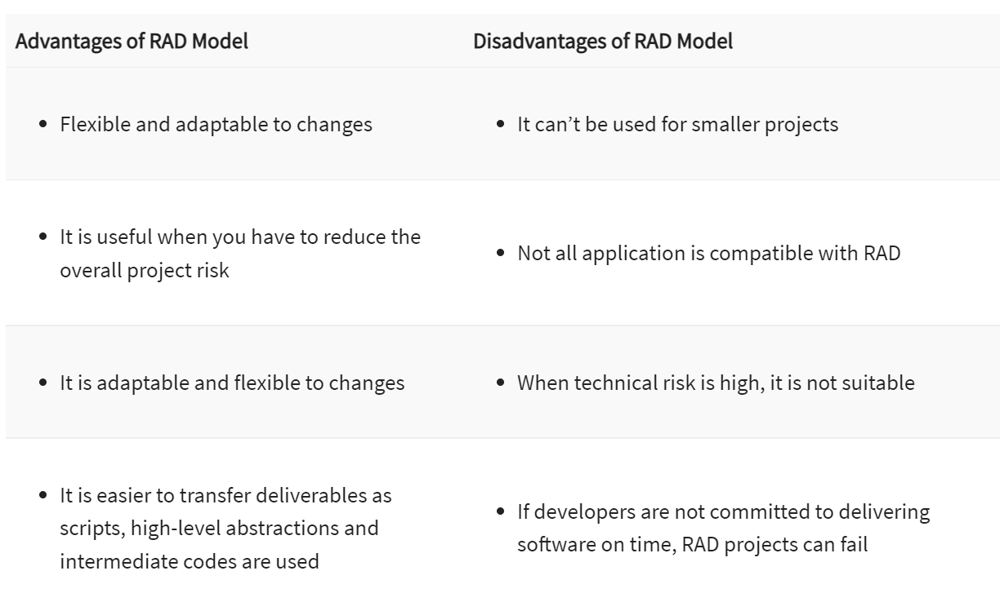 Advantages of RAD Model
Disadvantages of RAD Model
• Flexible and adaptable to changes
• It can’t be used for smaller projects
• It is useful when you have to reduce the
overall project risk
• Not all application is compatible with RAD
• It is adaptable and flexible to changes
• When technical risk is high, it is not suitable
• It is easier to transfer deliverables as
scripts, high-level abstractions and
intermediate codes are used
• If developers are not committed to delivering
software on time, RAD projects can fail